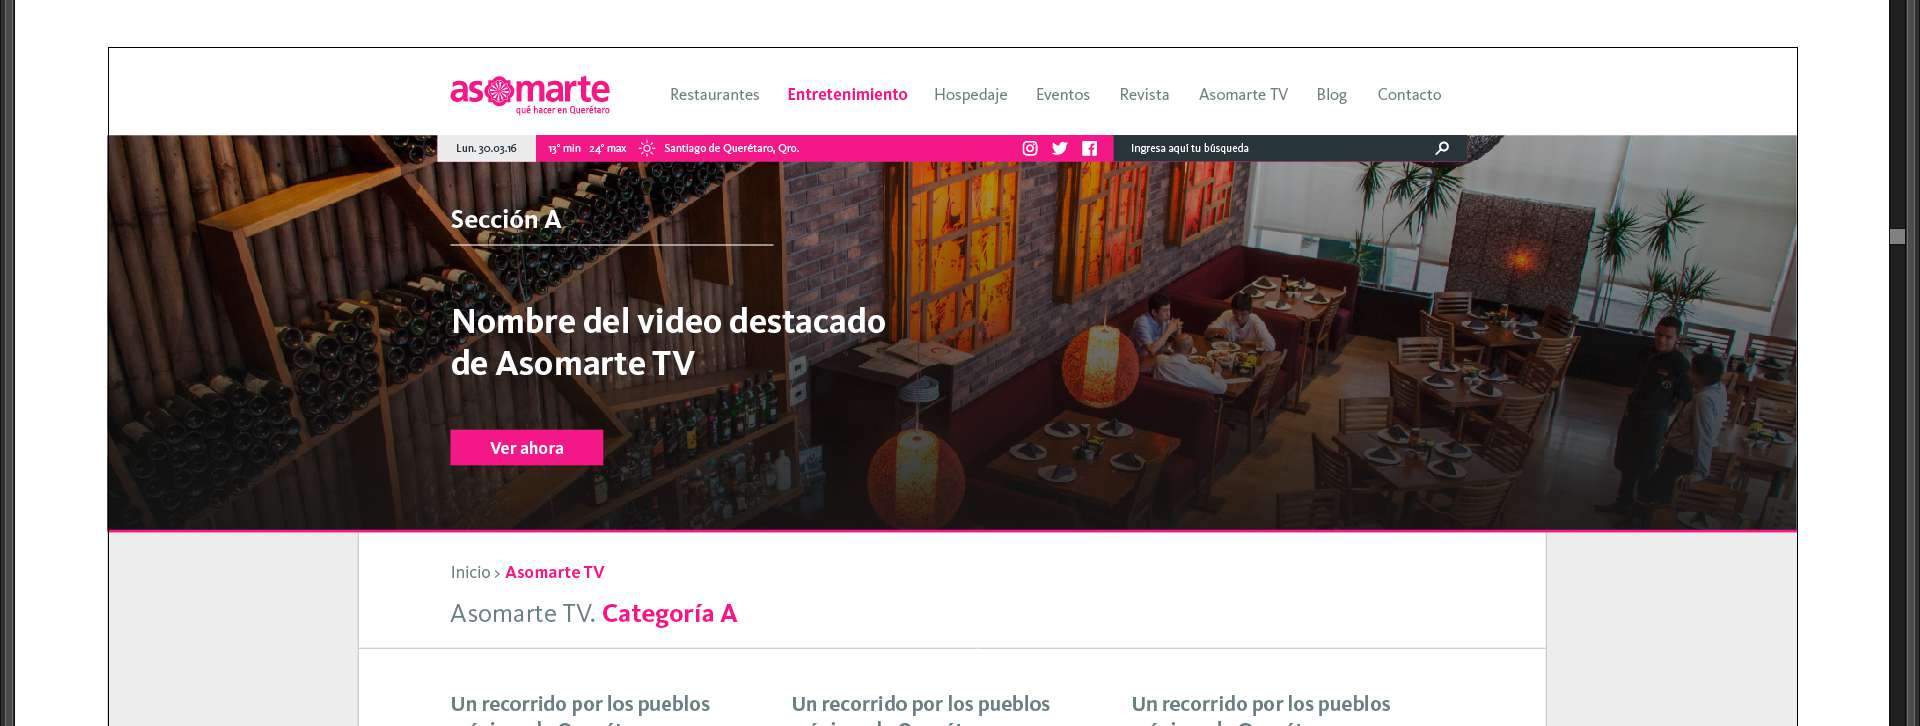 asomarte
qué hacer en Querétaro
Restaurantes Entretenimiento Hospedaje Eventos Revista Asomarte TV Blog Contacto
Lun. 30.03.16 13° min 24° max Santiago de Querétaro, Qro. Ingresa aquí tu búsqueda
Sección A
Nombre del video destacado
de Asomarte TV
Ver ahora
Inicio > Asomarte TV
Asomarte TV. Categoría A
Un recorrido por los pueblos Un recorrido por los pueblos Un recorrido por los pueblos